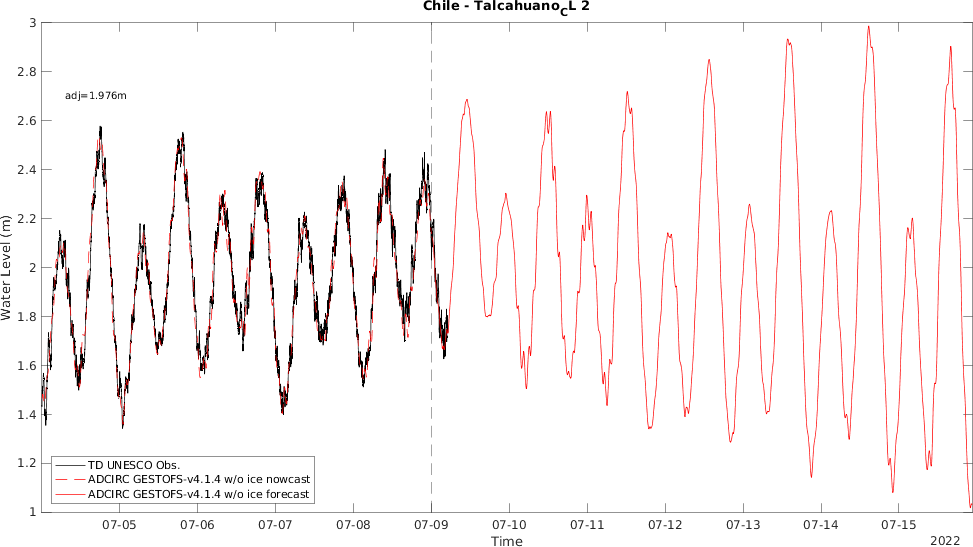 Chile - Talcahuano_CL 2
3
2.8
adj=1.976m
2.6
2.4
2.2
2
1.8
1.6
1.4
1.2
1
Water Level (m)
TD UNESCO Obs.
ADCIRC GESTOFS-v4.1.4 w/o ice nowcast
ADCIRC GESTOFS-v4.1.4 w/o ice forecast
07-05 07-06 07-07 07-08 07-09 07-10 07-11 07-12 07-13 07-14 07-15
Time
2022